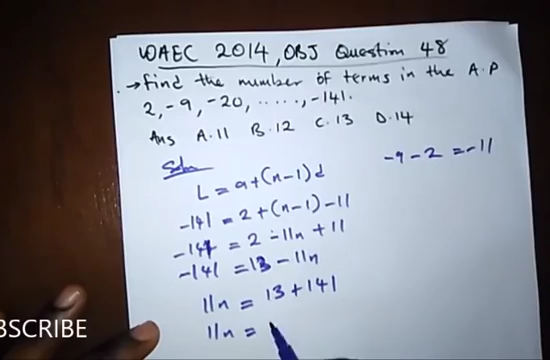 WAEC 2014, OBJ Question 48
→ Find the number of terms in the A.P
2, -9, -20, ....., -141.
Ans A.11 B.12 C.13 D.14
Soln
-9 - 2 = -11
L = a+(n-1)d
-141 = 2+(n-1)-11
-141 = 2 - 11n + 11
-141 = 13 - 11n
11n = 13 + 141
11n =
SCRIBE